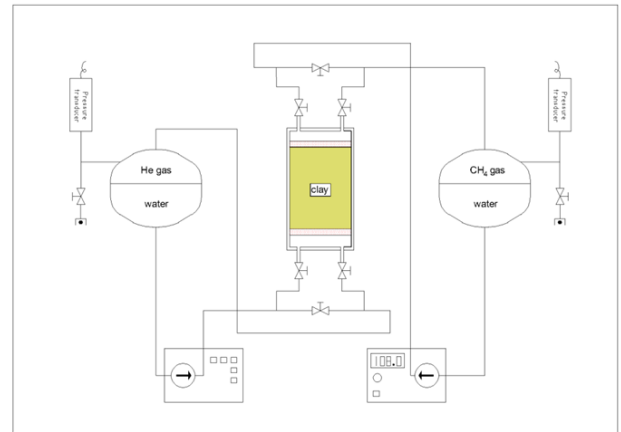 Pressure
transducer
He gas
water
clay
CH₄ gas
water
Pressure
transducer
108.0